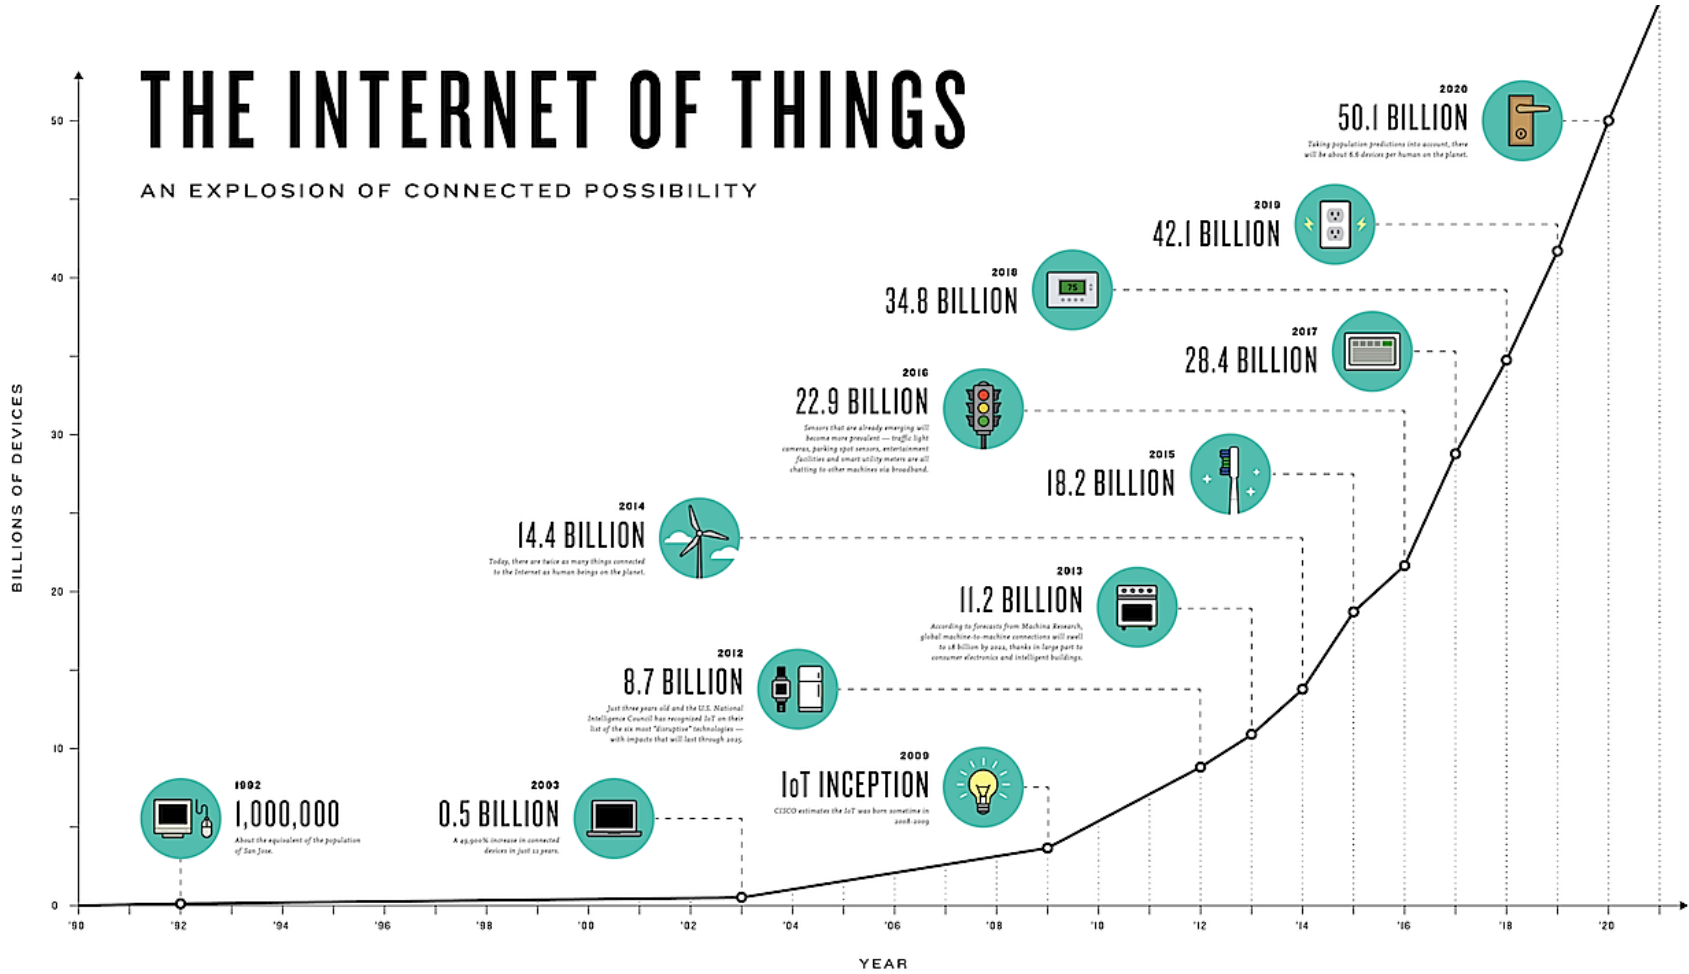 THE INTERNET OF THINGS
AN EXPLOSION OF CONNECTED POSSIBILITY
BILLIONS OF DEVICES
50
40
30
20
10
0
2020
50.1 BILLION
Taking population predictions into account, there
will be about 6.6 devices per human on the planet.
2019
42.1 BILLION
2018
34.8 BILLION
75
2017
28.4 BILLION
2016
22.9 BILLION
Sensors that are already emerging will
become more prevalent — traffic light
cameras, parking spot sensors, entertainment
facilities and smart utility meters are all
chatting to other machines via broadband.
2015
18.2 BILLION
2014
14.4 BILLION
Today, there are twice as many things connected
to the Internet as human beings on the planet.
2013
11.2 BILLION
According to forecasts from Machina Research,
global machine-to-machine connections will swell
to 18 billion by 2022, thanks in large part to
consumer electronics and intelligent buildings.
2012
8.7 BILLION
Just three years old and the U.S. National
Intelligence Council has recognized IoT on their
list of the six most "disruptive" technologies —
with impacts that will last through 2025.
2009
IoT INCEPTION
CISCO estimates the IoT was born sometime in
2008-2009
2003
0.5 BILLION
A 49,900% increase in connected
devices in just 11 years.
1992
1,000,000
About the equivalent of the population
of San Jose.
'90 '92 '94 '96 '98 '00 '02 '04 '06 '08 '10 '12 '14 '16 '18 '20
YEAR